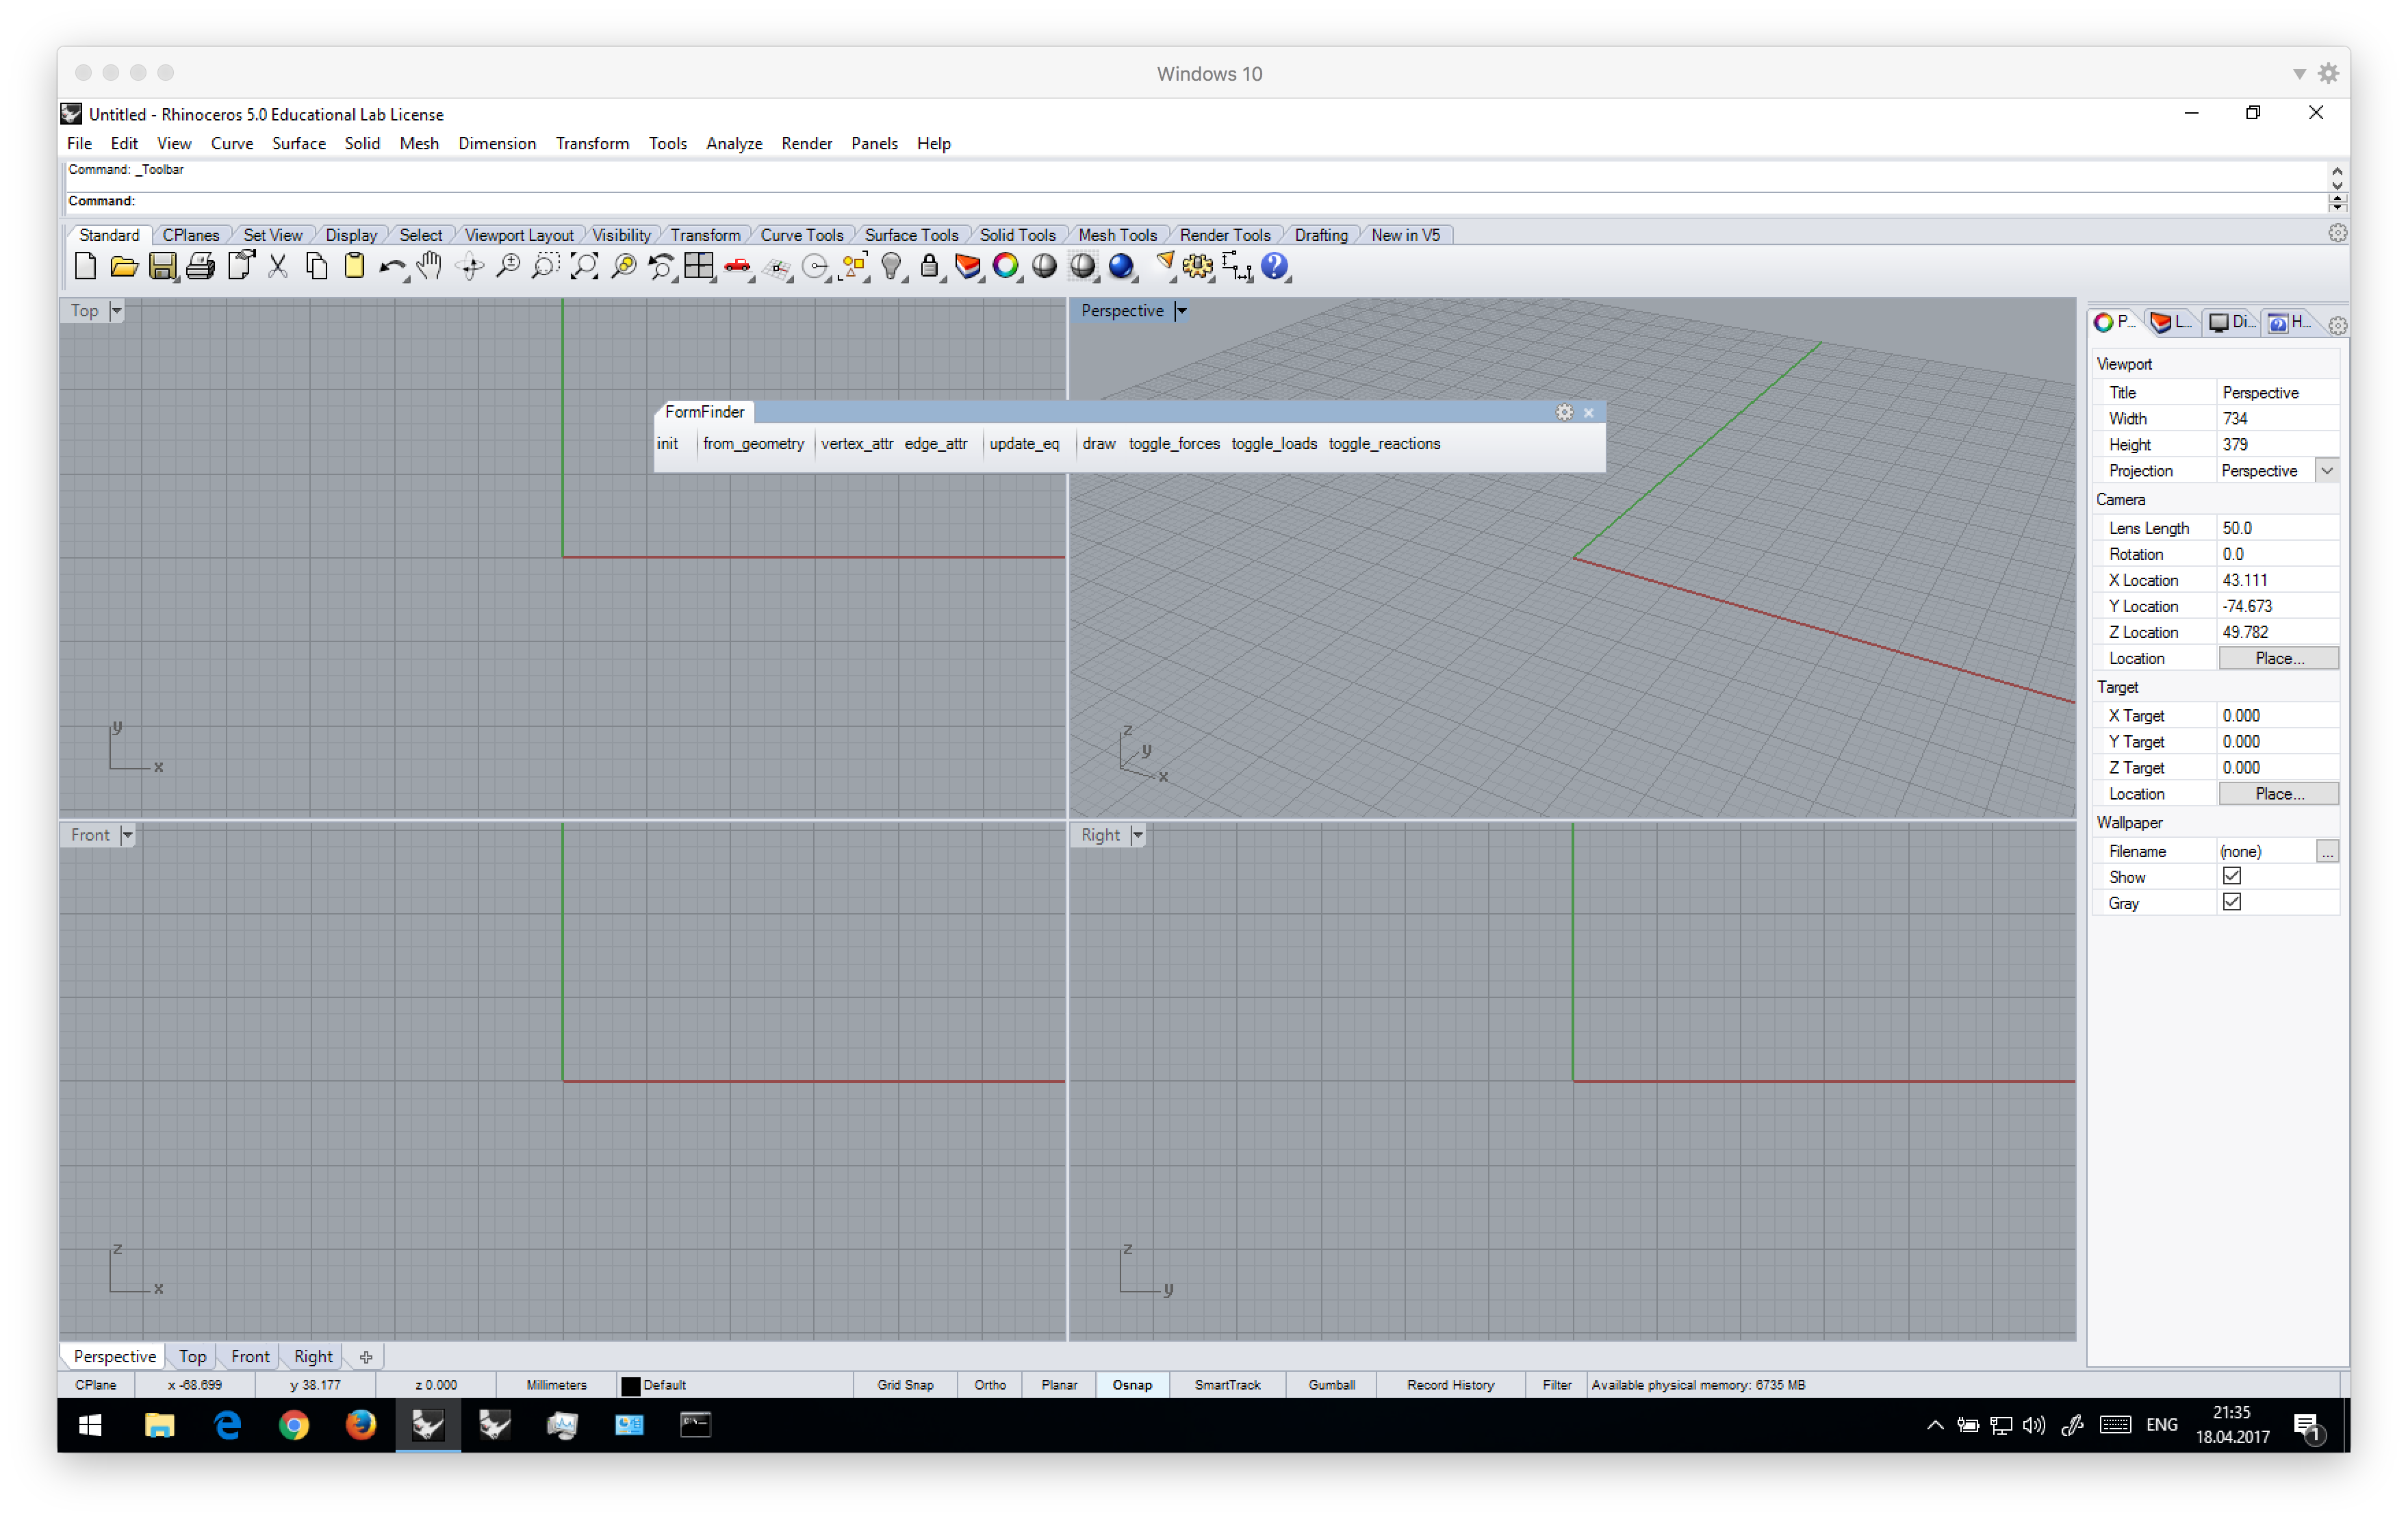 Windows 10
Untitled - Rhinoceros 5.0 Educational Lab License
File Edit View Curve Surface Solid Mesh Dimension Transform Tools Analyze Render Panels Help
Command: _Toolbar
Command:
Standard CPlanes Set View Display Select Viewport Layout Visibility Transform Curve Tools Surface Tools Solid Tools Mesh Tools Render Tools Drafting New in V5
Top
Perspective
FormFinder
init from_geometry vertex_attr edge_attr update_eq draw toggle_forces toggle_loads toggle_reactions
y
x
z
y
x
Front
Right
z
x
z
y
P... L... Di... H...
Viewport
Title Perspective
Width 734
Height 379
Projection Perspective
Camera
Lens Length 50.0
Rotation 0.0
X Location 43.111
Y Location -74.673
Z Location 49.782
Location Place...
Target
X Target 0.000
Y Target 0.000
Z Target 0.000
Location Place...
Wallpaper
Filename (none) ...
Show
Gray
Perspective Top Front Right
CPlane x -68.699 y 38.177 z 0.000 Millimeters Default Grid Snap Ortho Planar Osnap SmartTrack Gumball Record History Filter Available physical memory: 6735 MB
ENG
21:35
18.04.2017
1